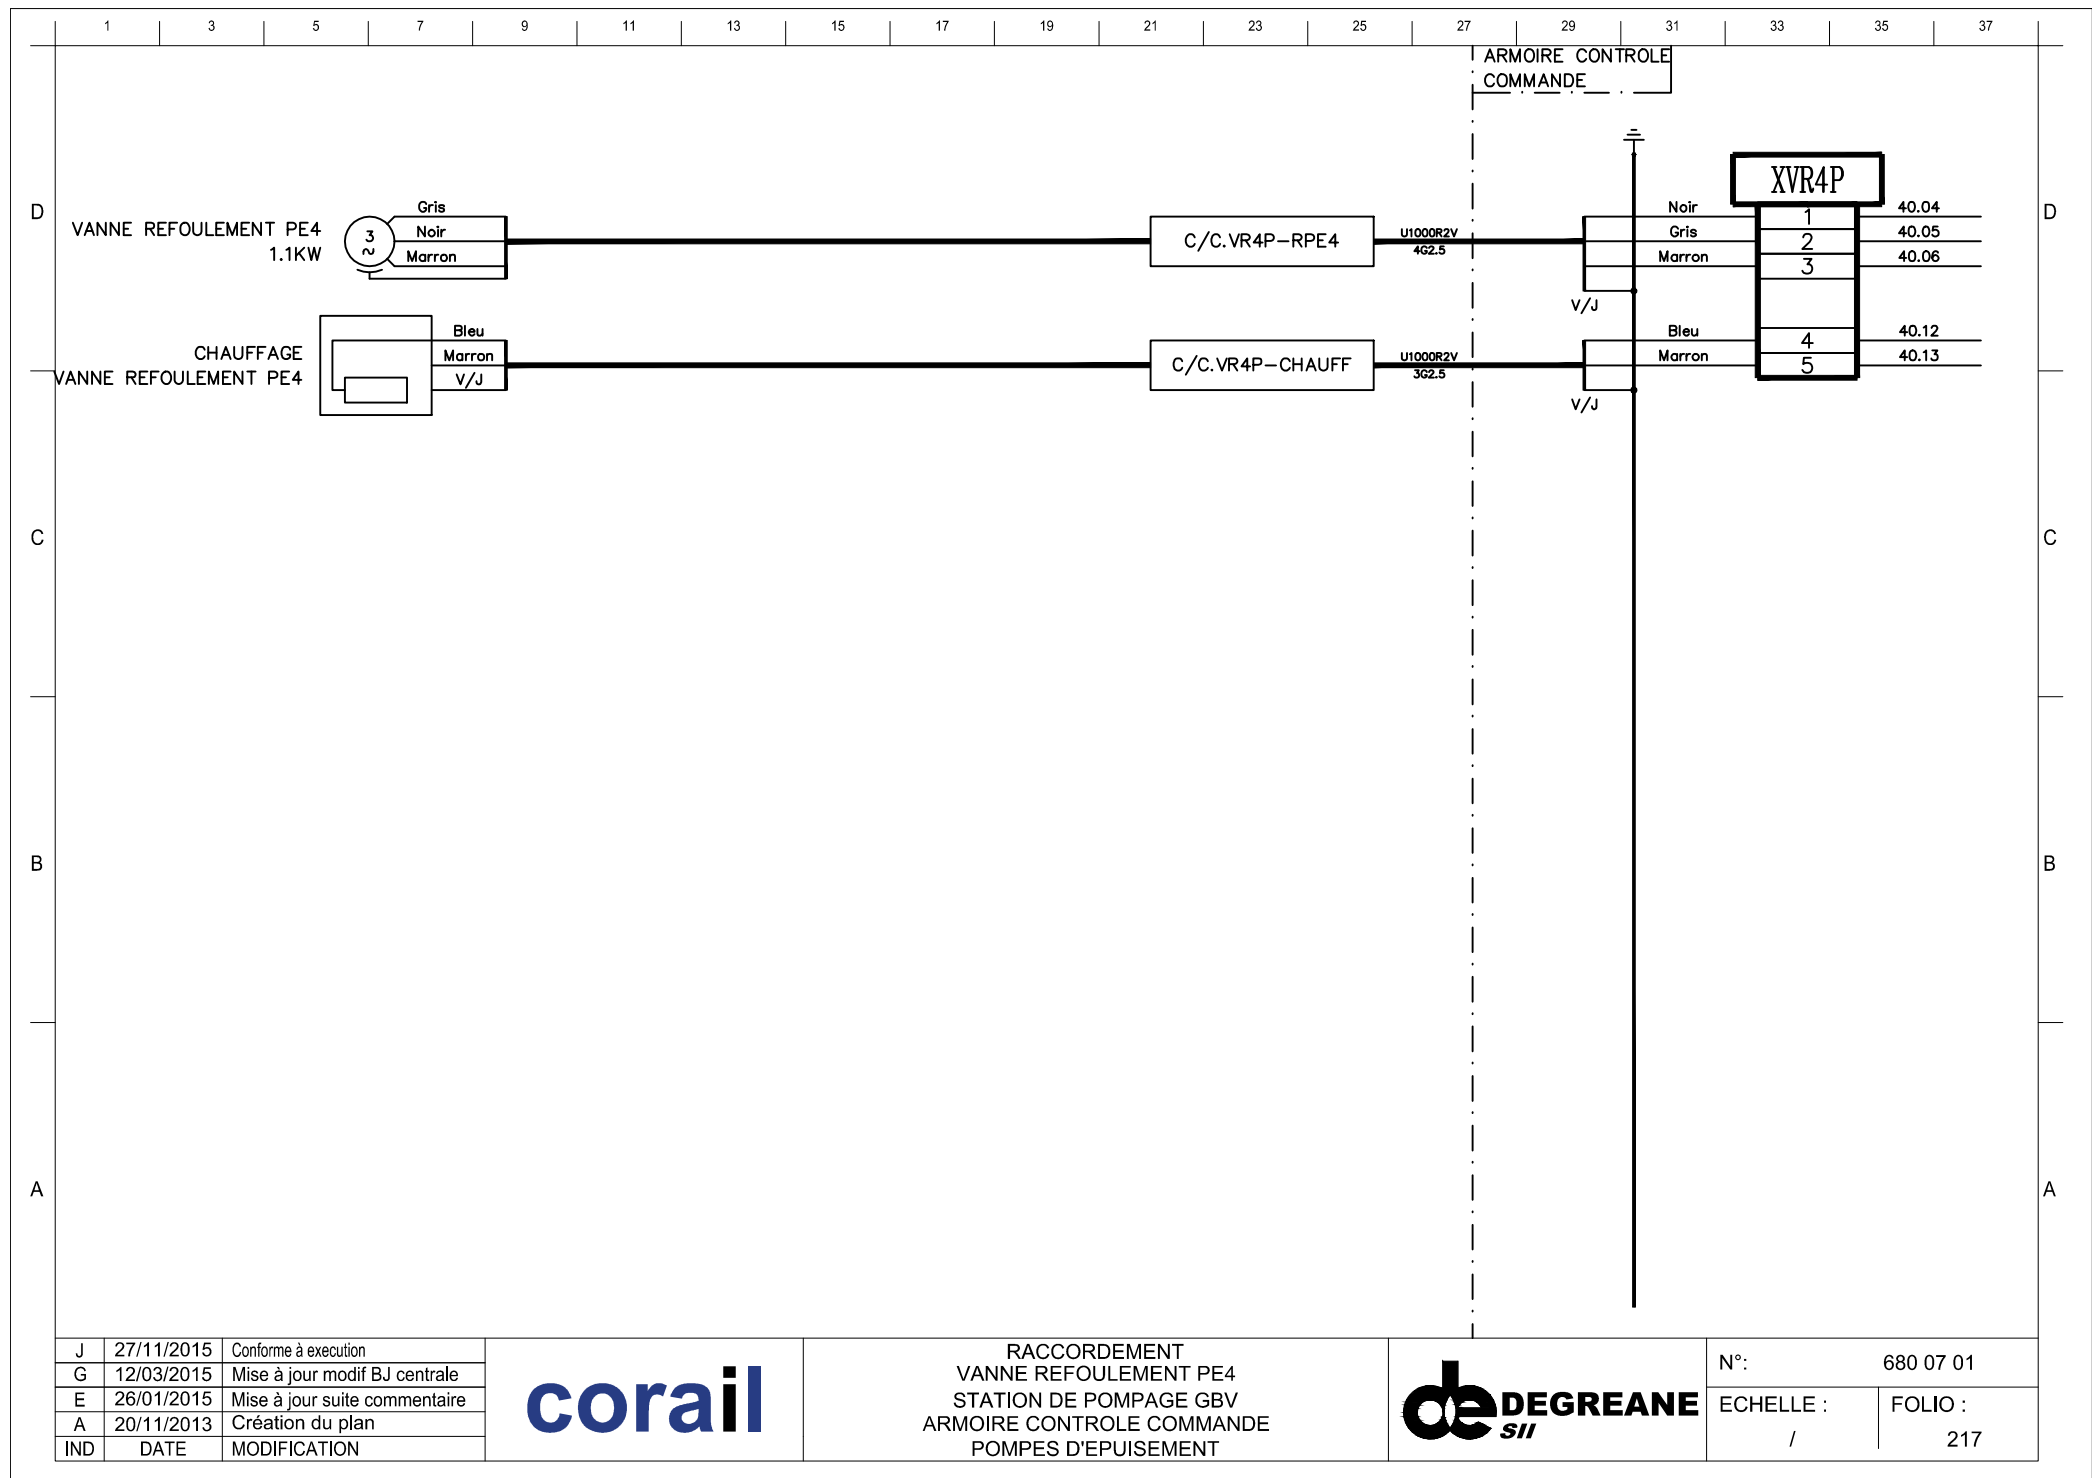 1 3 5 7 9 11 13 15 17 19 21 23 25 27 29 31 33 35 37
ARMOIRE CONTROLE
COMMANDE
XVR4P
D
D
VANNE REFOULEMENT PE4
1.1KW
3
~
Gris
Noir
Marron
C/C.VR4P-RPE4
U1000R2V
4G2.5
Noir
Gris
Marron
V/J
1
2
3
40.04
40.05
40.06
CHAUFFAGE
VANNE REFOULEMENT PE4
Bleu
Marron
V/J
C/C.VR4P-CHAUFF
U1000R2V
3G2.5
Bleu
Marron
V/J
4
5
40.12
40.13
C
C
B
B
A
A
J 27/11/2015 Conforme à execution
G 12/03/2015 Mise à jour modif BJ centrale
E 26/01/2015 Mise à jour suite commentaire
A 20/11/2013 Création du plan
IND DATE MODIFICATION
corail
RACCORDEMENT
VANNE REFOULEMENT PE4
STATION DE POMPAGE GBV
ARMOIRE CONTROLE COMMANDE
POMPES D'EPUISEMENT
de DEGREANE
SII
N°: 680 07 01
ECHELLE :
/
FOLIO :
217